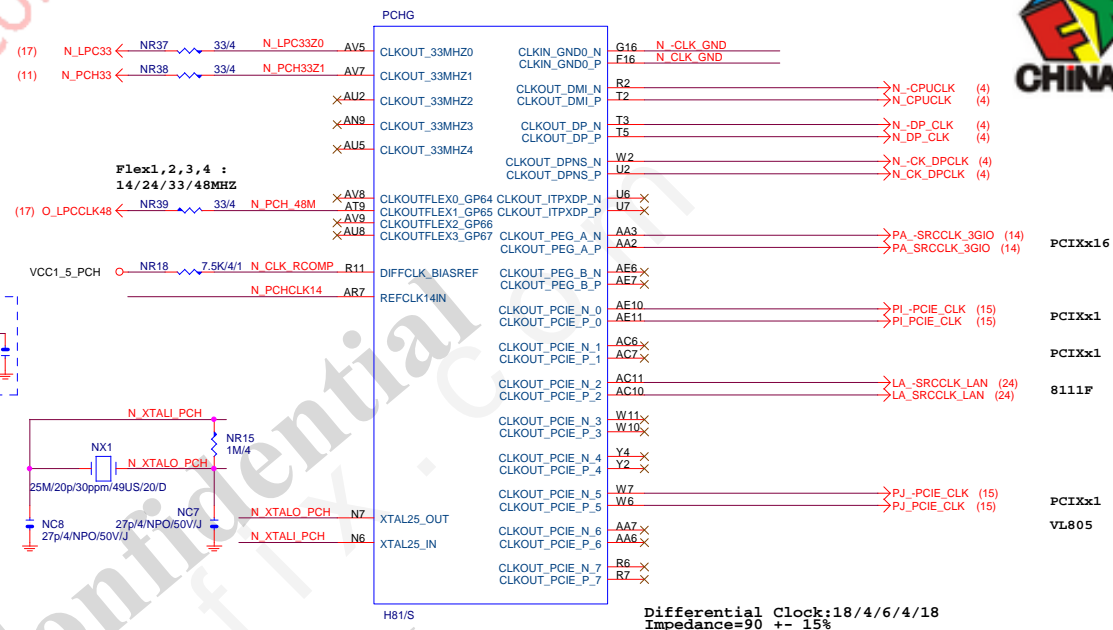 PCHG
CHINA
(17) N_LPC33 NR37 33/4 N_LPC33Z0 AV5 CLKOUT_33MHZ0
(11) N_PCH33 NR38 33/4 N_PCH33Z1 AV7 CLKOUT_33MHZ1
AU2 CLKOUT_33MHZ2
AN9 CLKOUT_33MHZ3
AU5 CLKOUT_33MHZ4
Flex1,2,3,4 :
14/24/33/48MHZ
AV8 CLKOUTFLEX0_GP64
(17) O_LPCCLK48 NR39 33/4 N_PCH_48M AT9 CLKOUTFLEX1_GP65
AV9 CLKOUTFLEX2_GP66
AU8 CLKOUTFLEX3_GP67
VCC1_5_PCH NR18 7.5K/4/1 N_CLK_RCOMP R11 DIFFCLK_BIASREF
N_PCHCLK14 AR7 REFCLK14IN
N_XTALI_PCH
NR15
1M/4
NX1
N_XTALO_PCH
25M/20p/30ppm/49US/20/D
NC8
27p/4/NPO/50V/J
NC7
27p/4/NPO/50V/J
N_XTALO_PCH N7 XTAL25_OUT
N_XTALI_PCH N6 XTAL25_IN
CLKIN_GND0_N G16 N_-CLK_GND
CLKIN_GND0_P F16 N_CLK_GND
CLKOUT_DMI_N R2 N_-CPUCLK (4)
CLKOUT_DMI_P T2 N_CPUCLK (4)
CLKOUT_DP_N T3 N_-DP_CLK (4)
CLKOUT_DP_P T5 N_DP_CLK (4)
CLKOUT_DPNS_N W2 N_-CK_DPCLK (4)
CLKOUT_DPNS_P U2 N_CK_DPCLK (4)
CLKOUT_ITPXDP_N U6
CLKOUT_ITPXDP_P U7
CLKOUT_PEG_A_N AA3 PA_-SRCCLK_3GIO (14)
CLKOUT_PEG_A_P AA2 PA_SRCCLK_3GIO (14)
PCIXx16
CLKOUT_PEG_B_N AE6
CLKOUT_PEG_B_P AE7
CLKOUT_PCIE_N_0 AE10 PI_-PCIE_CLK (15)
CLKOUT_PCIE_P_0 AE11 PI_PCIE_CLK (15)
PCIXx1
CLKOUT_PCIE_N_1 AC6
CLKOUT_PCIE_P_1 AC7
PCIXx1
CLKOUT_PCIE_N_2 AC11 LA_-SRCCLK_LAN (24)
CLKOUT_PCIE_P_2 AC10 LA_SRCCLK_LAN (24)
8111F
CLKOUT_PCIE_N_3 W11
CLKOUT_PCIE_P_3 W10
CLKOUT_PCIE_N_4 Y4
CLKOUT_PCIE_P_4 Y2
CLKOUT_PCIE_N_5 W7 PJ_-PCIE_CLK (15)
CLKOUT_PCIE_P_5 W6 PJ_PCIE_CLK (15)
PCIXx1
VL805
CLKOUT_PCIE_N_6 AA7
CLKOUT_PCIE_P_6 AA6
CLKOUT_PCIE_N_7 R6
CLKOUT_PCIE_P_7 R7
H81/S
Differential Clock:18/4/6/4/18
Impedance=90 +- 15%